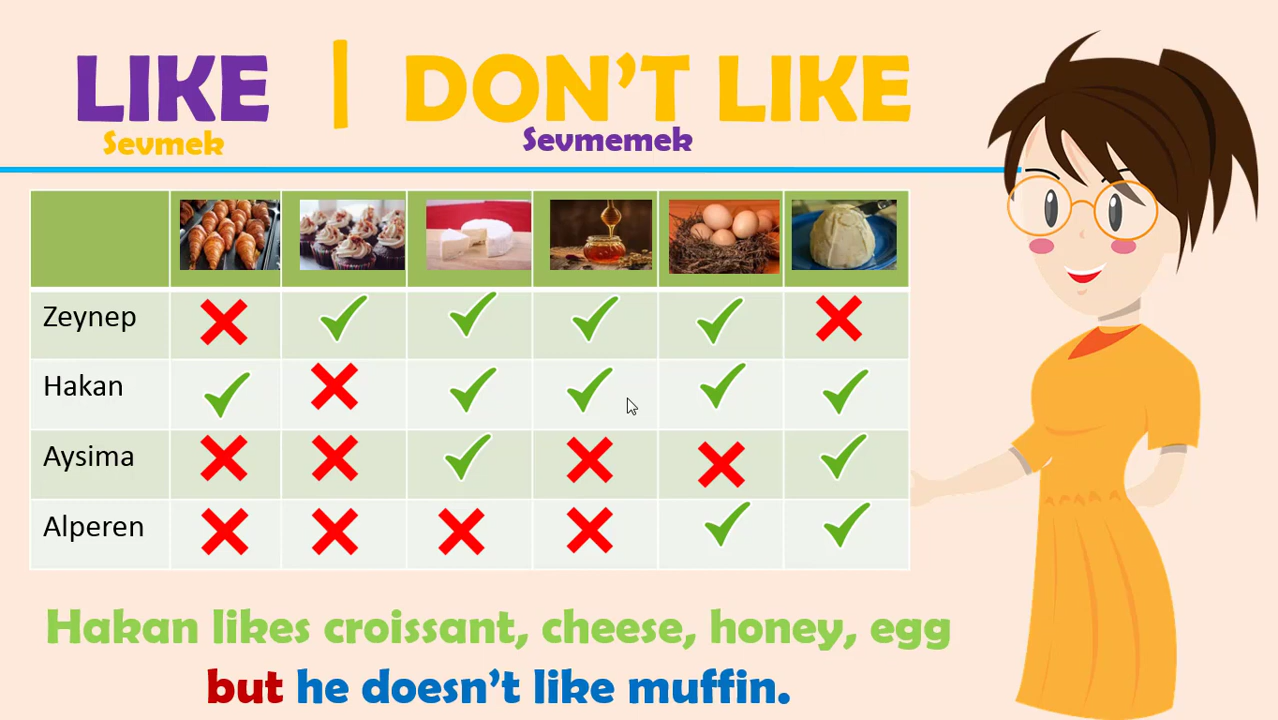 LIKE | DON'T LIKE
Sevmek Sevmemek
Zeynep
Hakan
Aysima
Alperen
Hakan likes croissant, cheese, honey, egg
but he doesn't like muffin.